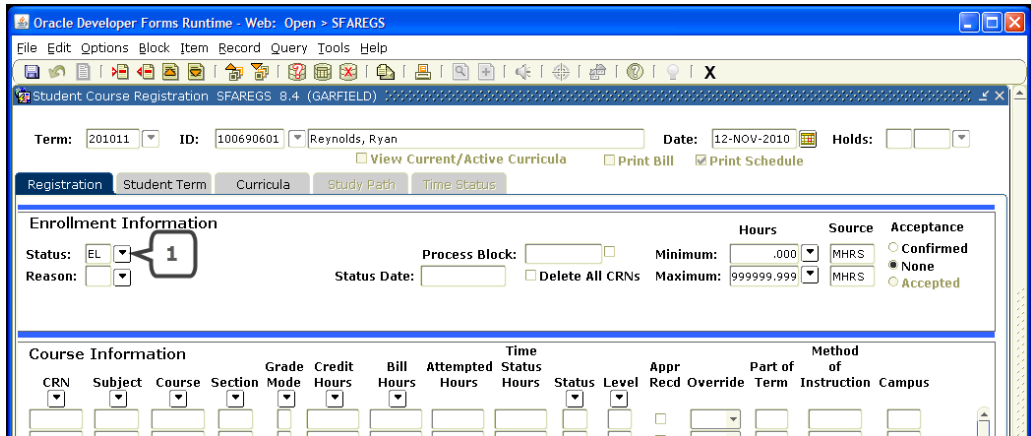 Oracle Developer Forms Runtime - Web: Open > SFAREGS
File Edit Options Block Item Record Query Tools Help
X
Student Course Registration SFAREGS 8.4 (GARFIELD)
Term: 201011 ID: 100690601 Reynolds, Ryan Date: 12-NOV-2010 Holds:
View Current/Active Curricula Print Bill Print Schedule
Registration Student Term Curricula Study Path Time Status
Enrollment Information
Hours Source Acceptance
Status: EL 1 Process Block: Minimum: .000 MHRS Confirmed
None
Reason: Status Date: Delete All CRNs Maximum: 999999.999 MHRS Accepted
Course Information Time Method
Grade Credit Bill Attempted Status Appr Part of of
CRN Subject Course Section Mode Hours Hours Hours Hours Status Level Recd Override Term Instruction Campus